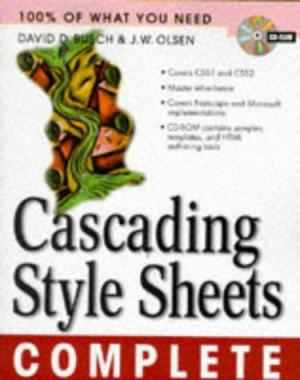 100% OF WHAT YOU NEED
DAVID D. BUSCH & J.W. OLSEN
CD-ROM
• Covers CSS1 and CSS2
• Master inheritance
• Covers Netscape and Microsoft
implementations
• CD-ROM contains samples,
templates, and HTML
authoring tools
Cascading
Style Sheets
COMPLETE